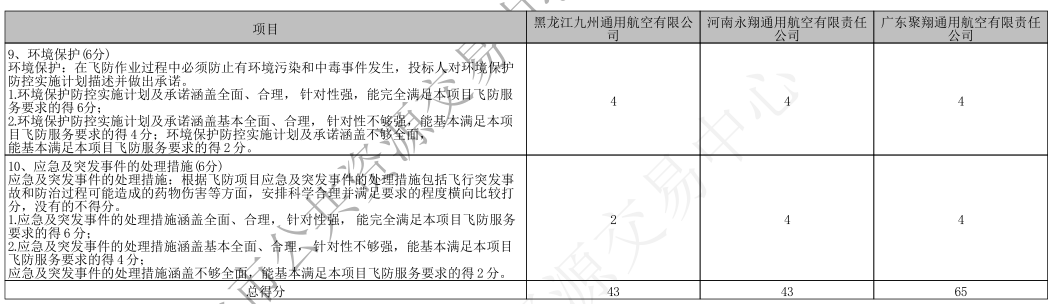 项目
黑龙江九州通用航空有限公
司
河南永翔通用航空有限责任
公司
广东聚翔通用航空有限责任
公司
9、环境保护(6分)
环境保护：在飞防作业过程中必须防止有环境污染和中毒事件发生，投标人对环境保护
防控实施计划描述并做出承诺。
1.环境保护防控实施计划及承诺涵盖全面、合理，针对性强，能完全满足本项目飞防服
务要求的得6分；
2.环境保护防控实施计划及承诺涵盖基本全面、合理，针对性不够强，能基本满足本项
目飞防服务要求的得4分；环境保护防控实施计划及承诺涵盖不够全面，
能基本满足本项目飞防服务要求的得2分。
4
4
4
10、应急及突发事件的处理措施(6分)
应急及突发事件的处理措施：根据飞防项目应急及突发事件的处理措施包括飞行突发事
故和防治过程可能造成的药物伤害等方面，安排科学合理并满足要求的程度横向比较打
分，没有的不得分。
1.应急及突发事件的处理措施涵盖全面、合理，针对性强，能完全满足本项目飞防服务
要求的得6分；
2.应急及突发事件的处理措施涵盖基本全面、合理，针对性不够强，能基本满足本项目
飞防服务要求的得4分；
应急及突发事件的处理措施涵盖不够全面，能基本满足本项目飞防服务要求的得2分。
2
4
4
总得分
43
43
65
市公共资源交易中心
源交易中心